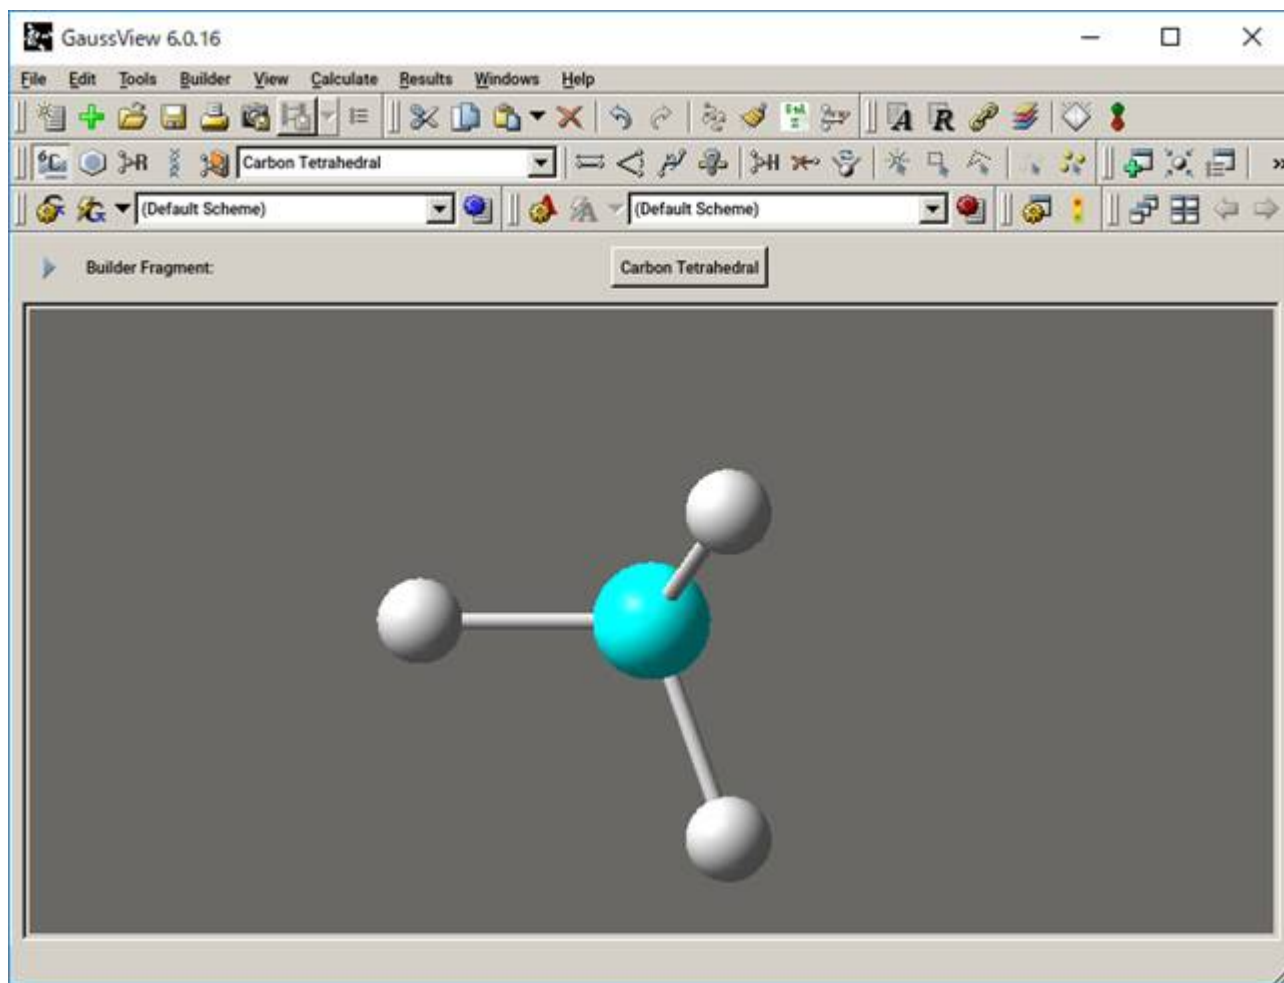 GaussView 6.0.16
File Edit Tools Builder View Calculate Results Windows Help
A R
6C R Carbon Tetrahedral H »
(Default Scheme) (Default Scheme)
Builder Fragment: Carbon Tetrahedral